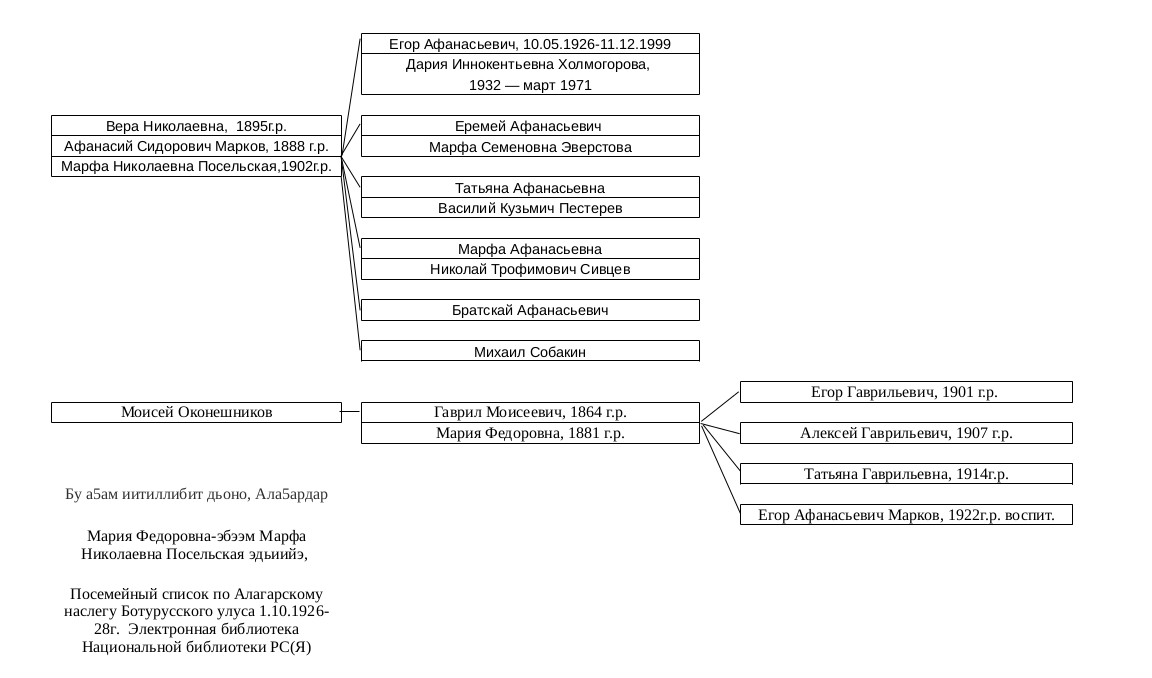 Егор Афанасьевич, 10.05.1926-11.12.1999
Дария Иннокентьевна Холмогорова,
1932 — март 1971
Вера Николаевна, 1895г.р.
Афанасий Сидорович Марков, 1888 г.р.
Марфа Николаевна Посельская,1902г.р.
Еремей Афанасьевич
Марфа Семеновна Эверстова
Татьяна Афанасьевна
Василий Кузьмич Пестерев
Марфа Афанасьевна
Николай Трофимович Сивцев
Братскай Афанасьевич
Михаил Собакин
Моисей Оконешников
Гаврил Моисеевич, 1864 г.р.
Мария Федоровна, 1881 г.р.
Егор Гаврильевич, 1901 г.р.
Алексей Гаврильевич, 1907 г.р.
Татьяна Гаврильевна, 1914г.р.
Егор Афанасьевич Марков, 1922г.р. воспит.
Бу а5ам иитиллибит дьоно, Ала5ардар
Мария Федоровна-эбээм Марфа
Николаевна Посельская эдьиийэ,
Посемейный список по Алагарскому
наслегу Ботурусского улуса 1.10.1926-
28г. Электронная библиотека
Национальной библиотеки РС(Я)